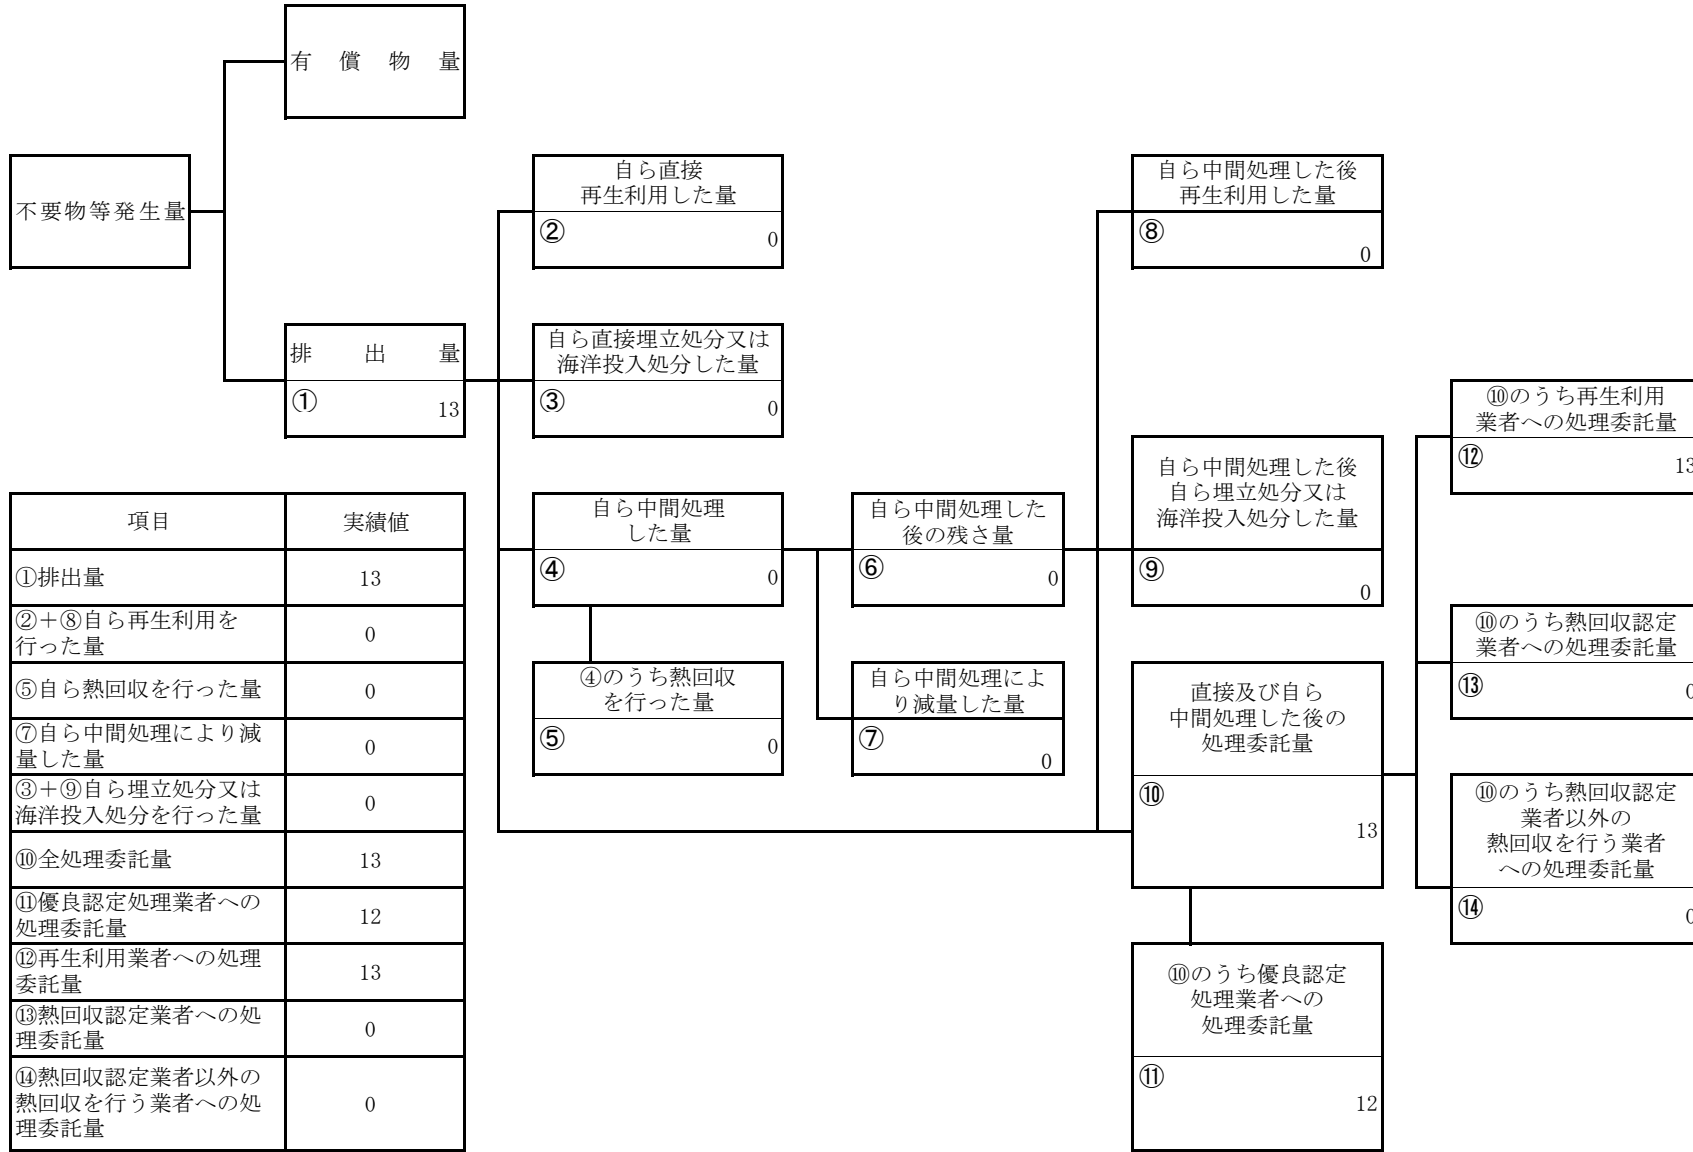 有償物量
不要物等発生量
自ら直接
再生利用した量
②
0
自ら中間処理した後
再生利用した量
⑧
0
排出量
①
13
自ら直接埋立処分又は
海洋投入処分した量
③
0
⑩のうち再生利用
業者への処理委託量
⑫
13
自ら中間処理した後
自ら埋立処分又は
海洋投入処分した量
⑨
0
自ら中間処理
した量
④
0
自ら中間処理した
後の残さ量
⑥
0
④のうち熱回収
を行った量
⑤
0
自ら中間処理によ
り減量した量
⑦
0
直接及び自ら
中間処理した後の
処理委託量
⑩
13
⑩のうち熱回収認定
業者への処理委託量
⑬
0
⑩のうち熱回収認定
業者以外の
熱回収を行う業者
への処理委託量
⑭
0
⑩のうち優良認定
処理業者への
処理委託量
⑪
12
項目 実績値
①排出量 13
②＋⑧自ら再生利用を
行った量 0
⑤自ら熱回収を行った量 0
⑦自ら中間処理により減
量した量 0
③＋⑨自ら埋立処分又は
海洋投入処分を行った量 0
⑩全処理委託量 13
⑪優良認定処理業者への
処理委託量 12
⑫再生利用業者への処理
委託量 13
⑬熱回収認定業者への処
理委託量 0
⑭熱回収認定業者以外の
熱回収を行う業者への処
理委託量 0